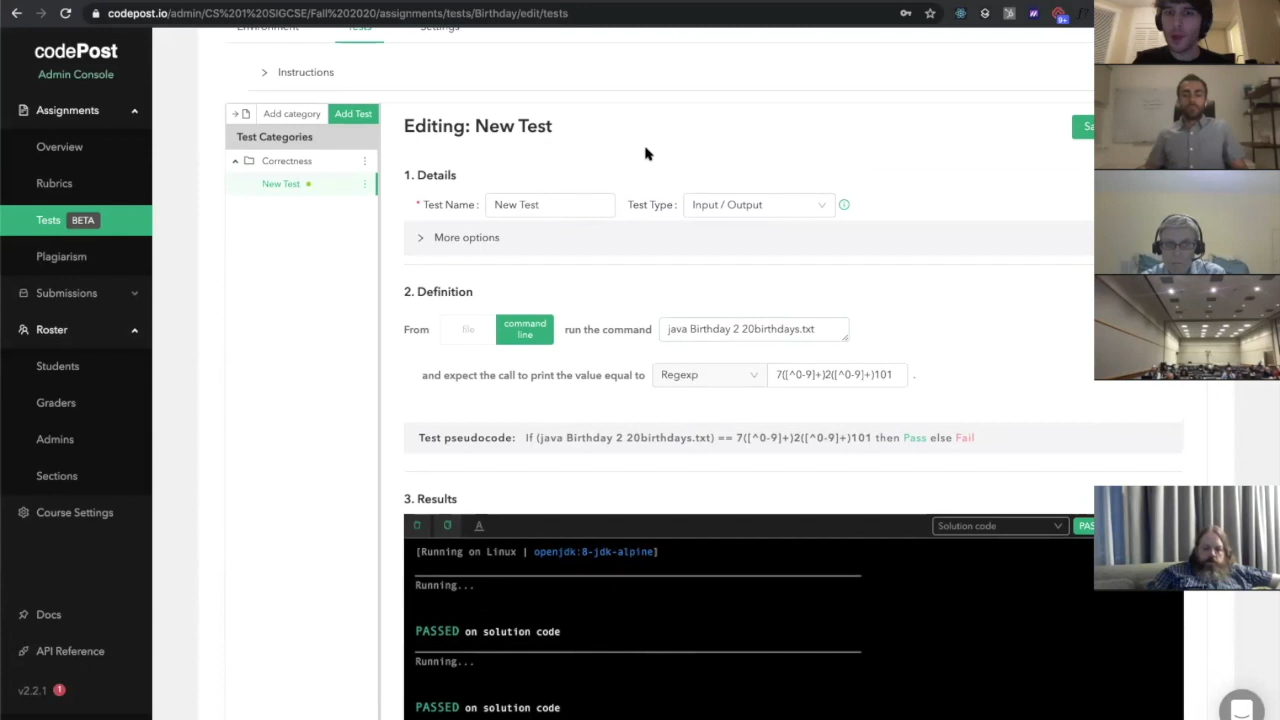 codepost.io/admin/CS%201%20SIGCSE/Fall%202020/assignments/tests/Birthday/edit/tests
9+
codePost
Admin Console
Assignments
Overview
Rubrics
Tests BETA
Plagiarism
Submissions
Roster
Students
Graders
Admins
Sections
Course Settings
Docs
API Reference
v2.2.1 1
Environment Tests Settings
Instructions
Add category Add Test
Test Categories
Correctness
New Test
Editing: New Test
1. Details
* Test Name : New Test Test Type : Input / Output
More options
2. Definition
From file command line run the command java Birthday 2 20birthdays.txt
and expect the call to print the value equal to Regexp 7([^0-9]+)2([^0-9]+)101 .
Test pseudocode: If (java Birthday 2 20birthdays.txt) == 7([^0-9]+)2([^0-9]+)101 then Pass else Fail
3. Results
A Solution code
[Running on Linux | openjdk:8-jdk-alpine]
Running...
PASSED on solution code
Running...
PASSED on solution code